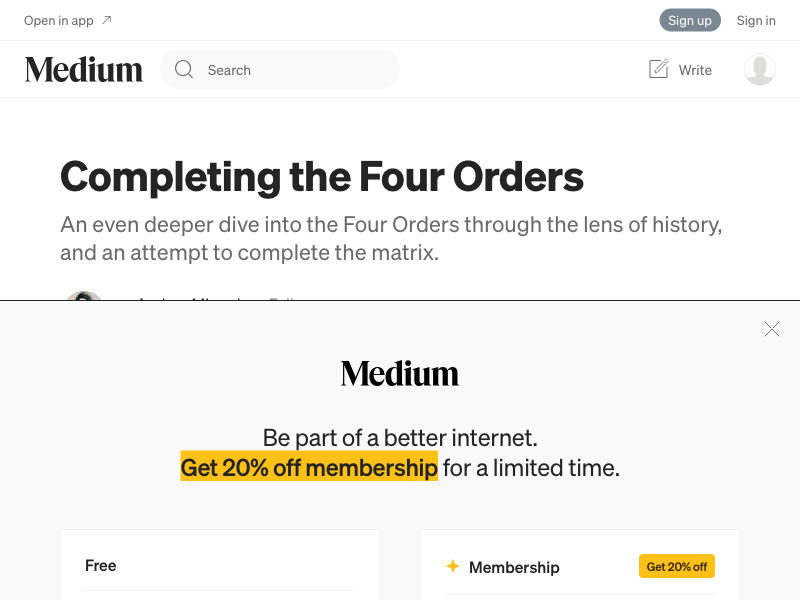 Open in app
Sign up
Sign in
Medium
Search
Write
Completing the Four Orders
An even deeper dive into the Four Orders through the lens of history,
and an attempt to complete the matrix.
Medium
Be part of a better internet.
Get 20% off membership for a limited time.
Free
Membership
Get 20% off